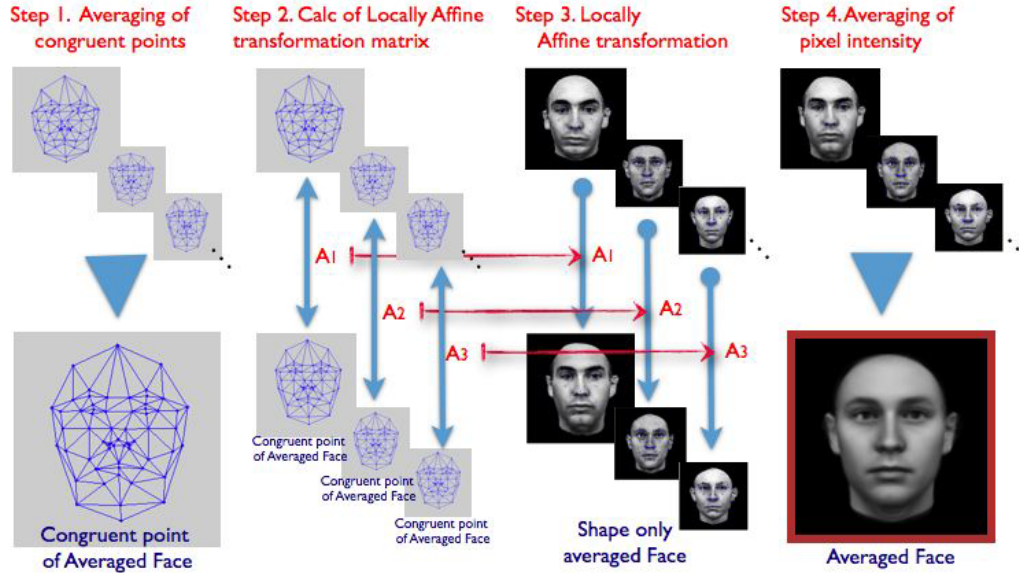 Step 1. Averaging of
congruent points
Step 2. Calc of Locally Affine
transformation matrix
Step 3. Locally
Affine transformation
Step 4. Averaging of
pixel intensity
A1
A1
A2
A2
A3
A3
Congruent point
of Averaged Face
Congruent point
of Averaged Face
Congruent point
of Averaged Face
Congruent point
of Averaged Face
Shape only
averaged Face
Averaged Face